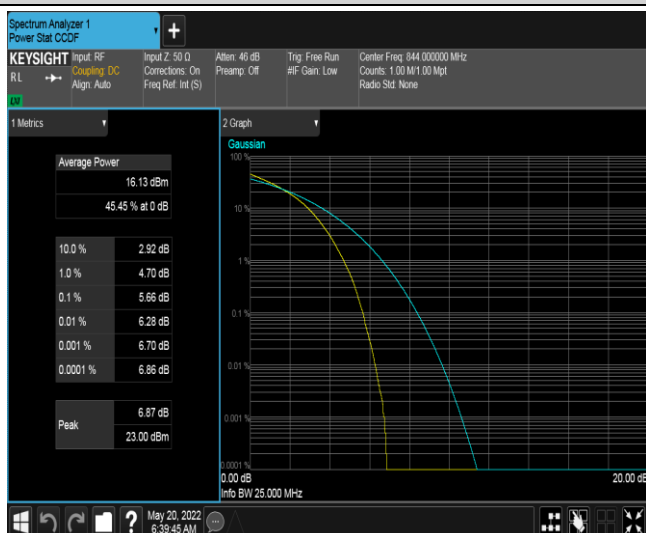 Spectrum Analyzer 1
Power Stat CCDF
KEYSIGHT
RL
Input: RF
Coupling: DC
Align: Auto
Input Z: 50 Ω
Corrections: On
Freq Ref: Int (S)
Atten: 46 dB
Preamp: Off
Trig: Free Run
#IF Gain: Low
Center Freq: 844.000000 MHz
Counts: 1.00 M/1.00 Mpt
Radio Std: None
1 Metrics
Average Power
16.13 dBm
45.45 % at 0 dB
10.0 % 2.92 dB
1.0 % 4.70 dB
0.1 % 5.66 dB
0.01 % 6.28 dB
0.001 % 6.70 dB
0.0001 % 6.86 dB
Peak
6.87 dB
23.00 dBm
2 Graph
Gaussian
100 %
10 %
1 %
0.1 %
0.01 %
0.001 %
0.0001 %
0.00 dB
20.00 dB
Info BW 25.000 MHz
May 20, 2022
6:39:45 AM